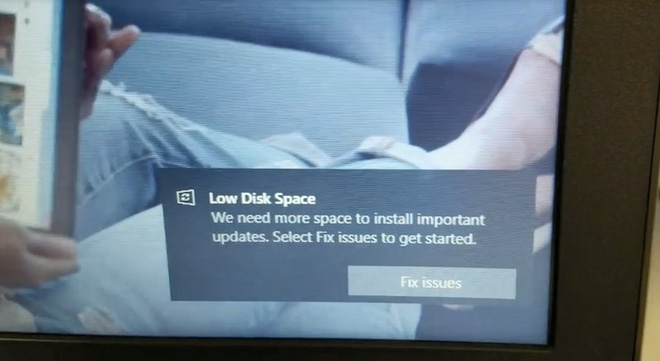 Low Disk Space
We need more space to install important
updates. Select Fix issues to get started.
Fix issues